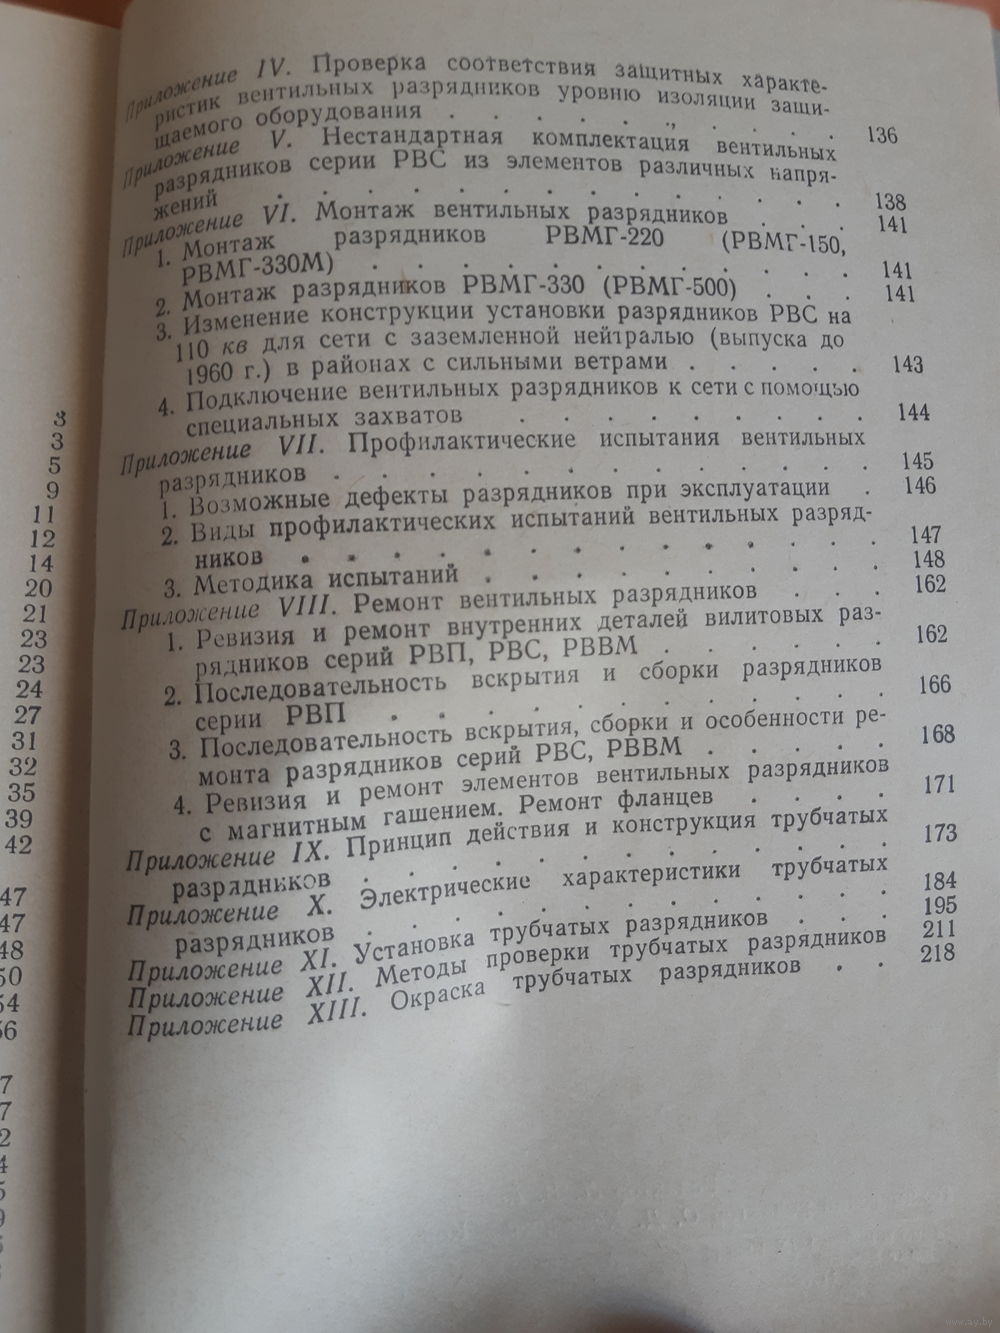 Приложение IV. Проверка соответствия защитных характе-
ристик вентильных разрядников уровню изоляции защи-
щаемого оборудования . . . . . . . . 136
Приложение V. Нестандартная комплектация вентильных
разрядников серии РВС из элементов различных напря-
жений . . . . . . . . . . . . . 138
Приложение VI. Монтаж вентильных разрядников . . . 141
1. Монтаж разрядников РВМГ-220 (РВМГ-150,
РВМГ-330М) . . . . . . . . . . . 141
2. Монтаж разрядников РВМГ-330 (РВМГ-500) . . . 141
3. Изменение конструкции установки разрядников РВС на
110 кв для сети с заземленной нейтралью (выпуска до
1960 г.) в районах с сильными ветрами . . . . . 143
4. Подключение вентильных разрядников к сети с помощью
специальных захватов . . . . . . . . 144
Приложение VII. Профилактические испытания вентильных
разрядников . . . . . . . . . . . . 145
1. Возможные дефекты разрядников при эксплуатации . 146
2. Виды профилактических испытаний вентильных разряд-
ников . . . . . . . . . . . . . 147
3. Методика испытаний . . . . . . . . . 148
Приложение VIII. Ремонт вентильных разрядников . . . 162
1. Ревизия и ремонт внутренних деталей вилитовых раз-
рядников серий РВП, РВС, РВВМ . . . . . . 162
2. Последовательность вскрытия и сборки разрядников
серии РВП . . . . . . . . . . . 166
3. Последовательность вскрытия, сборки и особенности ре-
монта разрядников серий РВС, РВВМ . . . . . 168
4. Ревизия и ремонт элементов вентильных разрядников
с магнитным гашением. Ремонт фланцев . . . . 171
Приложение IX. Принцип действия и конструкция трубчатых
разрядников . . . . . . . . . . . . 173
Приложение X. Электрические характеристики трубчатых
разрядников . . . . . . . . . . . . 184
Приложение XI. Установка трубчатых разрядников . . . 195
Приложение XII. Методы проверки трубчатых разрядников 211
Приложение XIII. Окраска трубчатых разрядников . . 218
3
3
5
9
11
12
14
20
21
23
23
24
27
31
32
35
39
42
47
47
48
50
54
56
7
7
2
4
5
9
www.ay.by